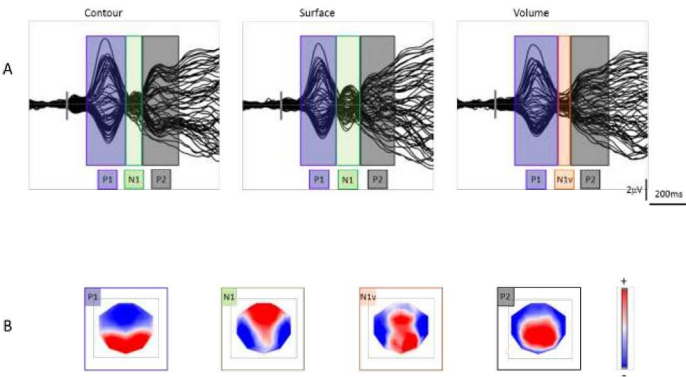 Contour Surface Volume
A
P1 N1 P2 P1 N1 P2 P1 N1v P2
2µV 200ms
P1 N1 N1v P2 +
B
-